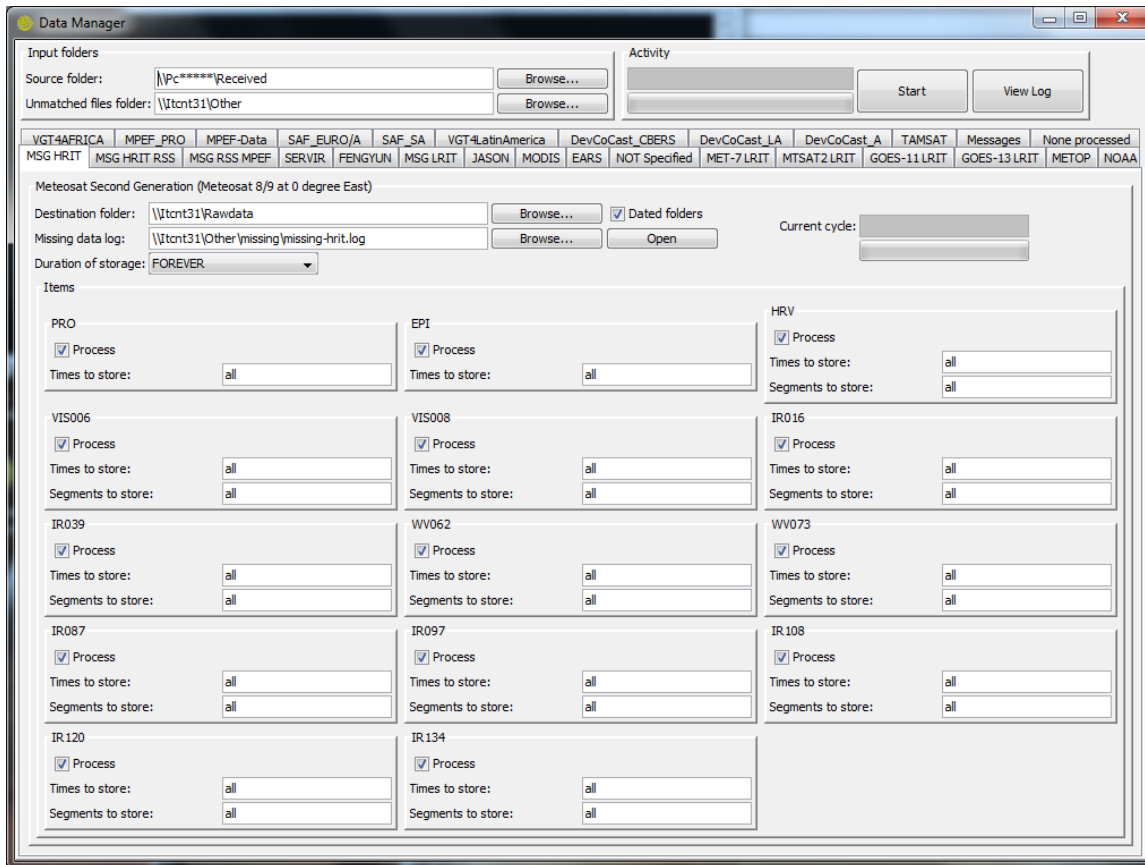 Data Manager
Input folders
Activity
Source folder: \\Pc*****\Received Browse...
Start View Log
Unmatched files folder: \\Itcnt31\Other Browse...
VGT4AFRICA MPEF_PRO MPEF-Data SAF_EURO/A SAF_SA VGT4LatinAmerica DevCoCast_CBERS DevCoCast_LA DevCoCast_A TAMSAT Messages None processed
MSG HRIT MSG HRIT RSS MSG RSS MPEF SERVIR FENGYUN MSG LRIT JASON MODIS EARS NOT Specified MET-7 LRIT MTSAT2 LRIT GOES-11 LRIT GOES-13 LRIT METOP NOAA
Meteosat Second Generation (Meteosat 8/9 at 0 degree East)
Destination folder: \\Itcnt31\Rawdata Browse... Dated folders
Current cycle:
Missing data log: \\Itcnt31\Other\missing\missing-hrit.log Browse... Open
Duration of storage: FOREVER
Items
PRO EPI HRV
Process Process Process
Times to store: all Times to store: all Times to store: all
Segments to store: all
VIS006 VIS008 IR016
Process Process Process
Times to store: all Times to store: all Times to store: all
Segments to store: all Segments to store: all Segments to store: all
IR039 WV062 WV073
Process Process Process
Times to store: all Times to store: all Times to store: all
Segments to store: all Segments to store: all Segments to store: all
IR087 IR097 IR108
Process Process Process
Times to store: all Times to store: all Times to store: all
Segments to store: all Segments to store: all Segments to store: all
IR120 IR134
Process Process
Times to store: all Times to store: all
Segments to store: all Segments to store: all